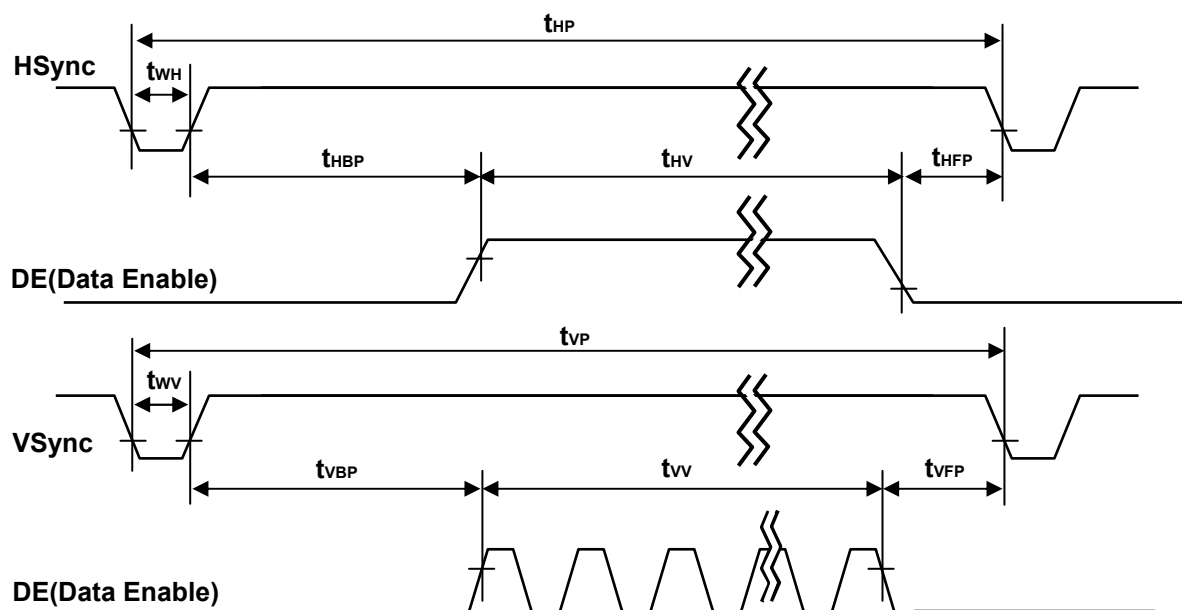 tHP
HSync
tWH
tHBP
tHV
tHFP
DE(Data Enable)
tVP
tWV
VSync
tVBP
tVV
tVFP
DE(Data Enable)